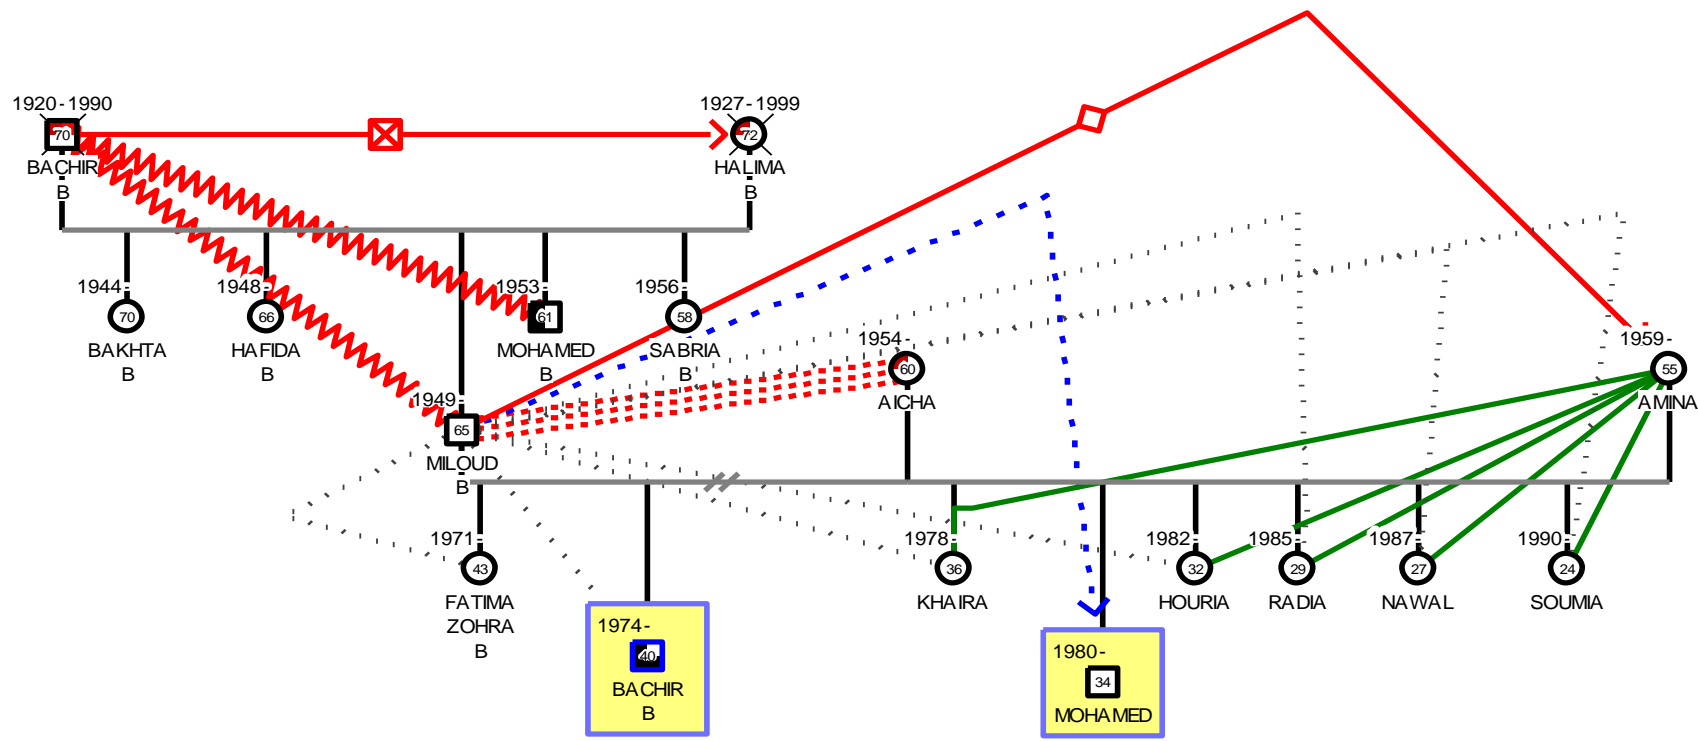 1920-1990
70
BACHIR
B
1927-1999
72
HALIMA
B
1944-
70
BAKHTA
B
1948-
66
HAFIDA
B
1949-
65
MILOUD
B
1953-
61
MOHAMED
B
1956-
58
SABRIA
B
1954-
60
AICHA
1959-
55
AMINA
1971-
43
FATIMA
ZOHRA
B
1974-
40
BACHIR
B
1978-
36
KHAIRA
1980-
34
MOHAMED
1982-
32
HOURIA
1985-
29
RADIA
1987-
27
NAWAL
1990-
24
SOUMIA